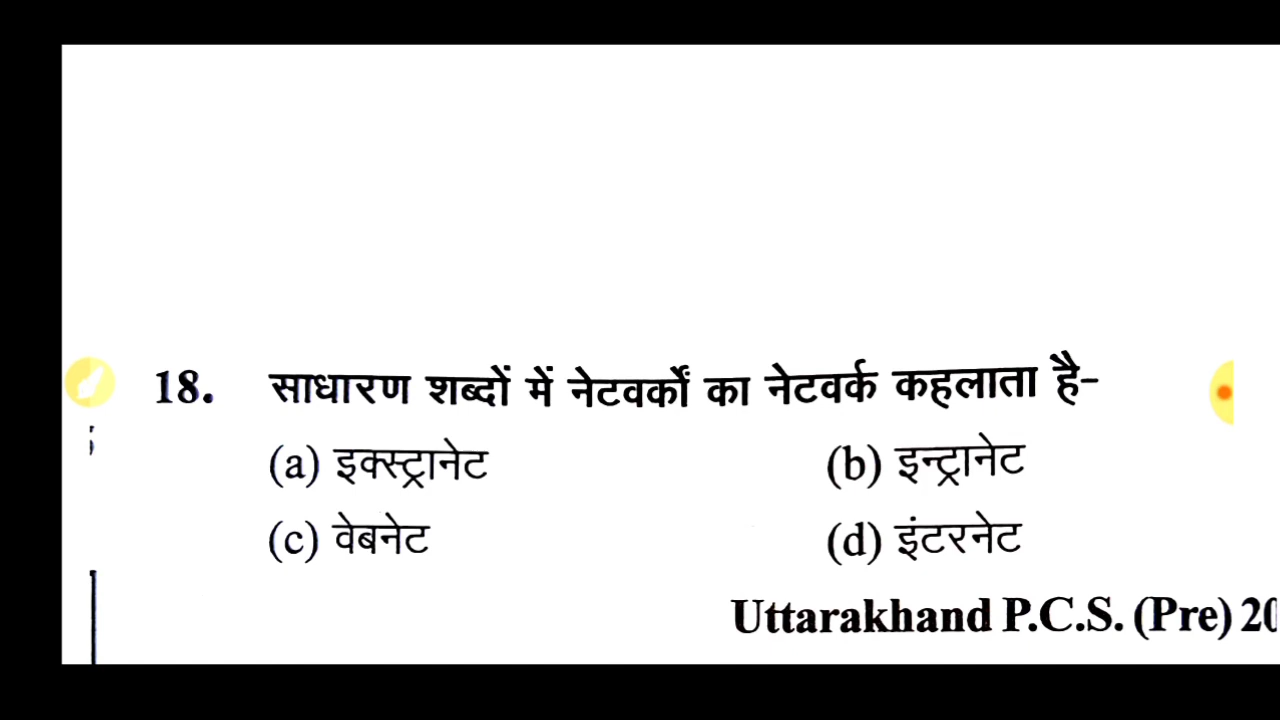 18. साधारण शब्दों में नेटवर्कों का नेटवर्क कहलाता है-
(a) इक्स्ट्रानेट (b) इन्ट्रानेट
(c) वेबनेट (d) इंटरनेट
Uttarakhand P.C.S. (Pre) 20